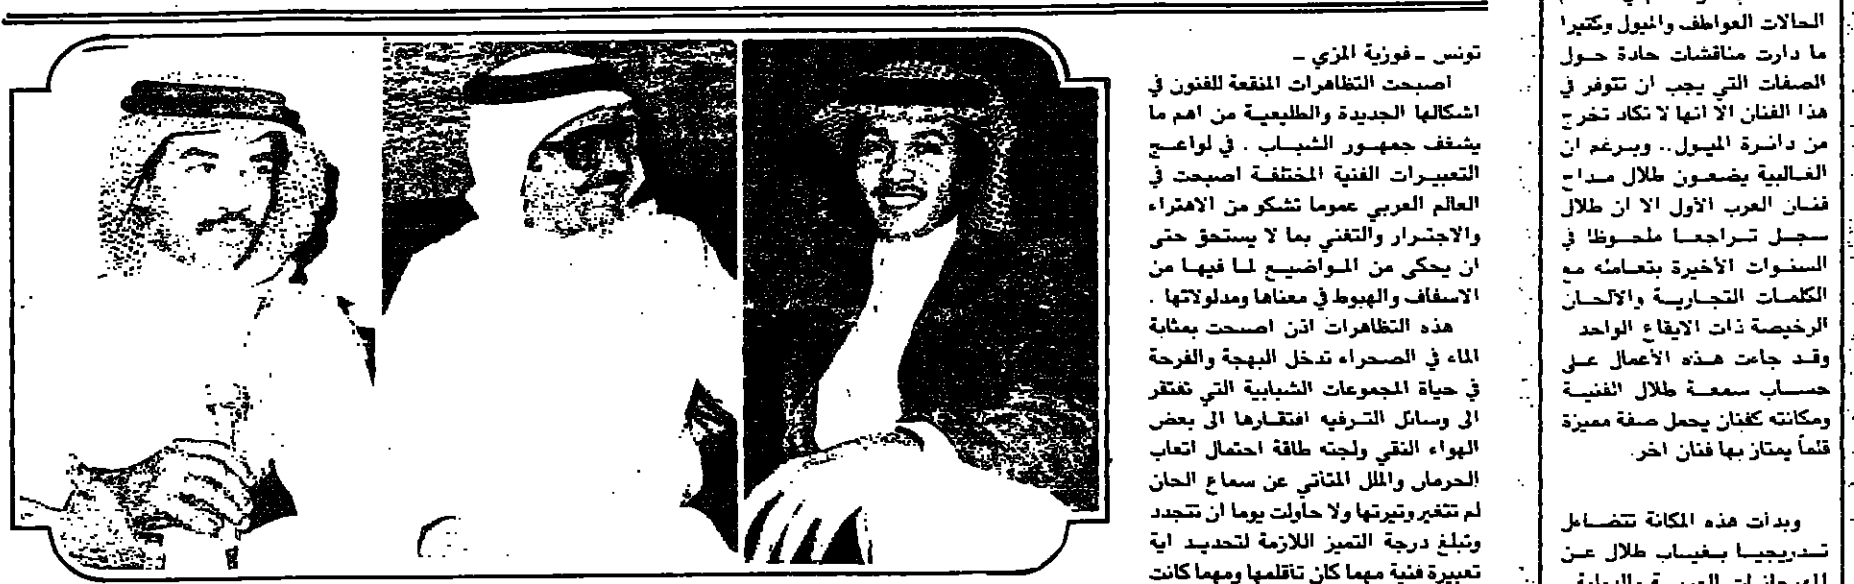 الحالات العواطف والميول وكثيرا
ما دارت مناقشات حادة حول
الصفات التي يجب ان تتوفر في
هذا الفنان الا انها لا تكاد تخرج
من دائرة الميول.. وبرغم ان
الغالبية يضعون طلال مداح
فنان العرب الأول الا ان طلال
سجل تراجعا ملحوظا في
السنوات الأخيرة بتعامله مع
الكلمات التجارية والألحان
الرخيصة ذات الايقاع الواحد
وقد جاءت هذه الأعمال على
حساب سمعة طلال الفنية
ومكانته كفنان يحمل صفة مميزة
قلما يمتاز بها فنان اخر.
وبدأت هذه المكانة تتضاءل
تدريجيا بغياب طلال عن
تونس ـ فوزية المزي ـ
اصبحت التظاهرات المنقعة للفنون في
اشكالها الجديدة والطليعية من اهم ما
يشغف جمهور الشباب . في لواعج
التعبيرات الفنية المختلفة اصبحت في
العالم العربي عموما تشكو من الاهتراء
والاجترار والتغني بما لا يستحق حتى
ان يحكى من المواضيع لما فيها من
الاسفاف والهبوط في معناها ومدلولاتها .
هذه التظاهرات اذن اصبحت بمثابة
الماء في الصحراء تدخل البهجة والفرحة
في حياة المجموعات الشبابية التي تفتقر
الى وسائل الترفيه افتقارها الى بعض
الهواء النقي ولجنه طاقة احتمال اتعاب
الحرمان والملل المتأتي عن سماع الحان
لم تتغير وتيرتها ولا حاولت يوما ان تتجدد
وتبلغ درجة التميز اللازمة لتحديد اية
تعبيرة فنية مهما كان تأقلمها ومهما كانت